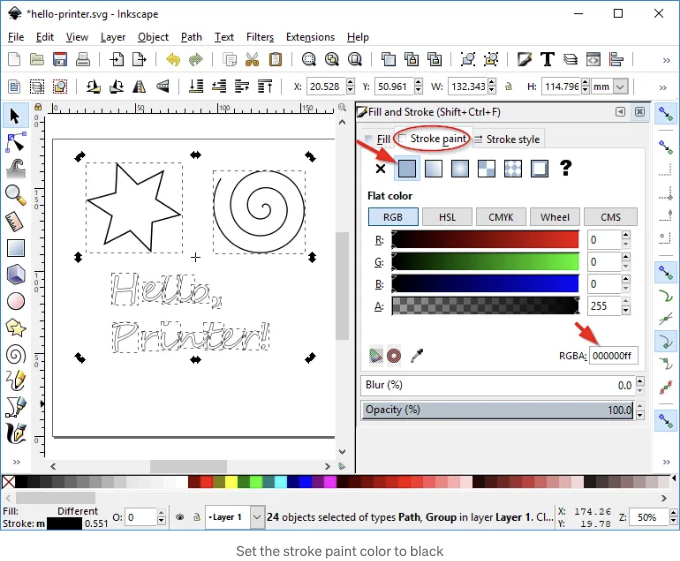 *hello-printer.svg - Inkscape
File Edit View Layer Object Path Text Filters Extensions Help
X: 20.528 Y: 50.961 W: 132.343 H: 114.796 mm
0 50 100 150
Fill and Stroke (Shift+Ctrl+F)
Fill Stroke paint Stroke style
?
Flat color
RGB HSL CMYK Wheel CMS
R: 0
G: 0
B: 0
A: 255
RGBA: 000000ff
Blur (%) 0.0
Opacity (%) 100.0
Hello,
Printer!
Fill: Different
Stroke: m 0.551
O: 0
Layer 1
24 objects selected of types Path, Group in layer Layer 1. Cl...
X: 174.26
Y: 19.78
Z: 50%
Set the stroke paint color to black